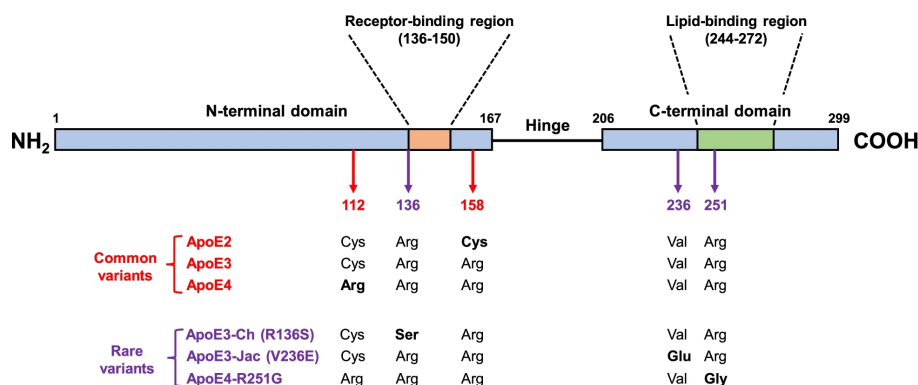 Receptor-binding region Lipid-binding region
(136-150) (244-272)
1 N-terminal domain 167 206 C-terminal domain 299
NH2 Hinge COOH
112 136 158 236 251
Common variants
ApoE2 Cys Arg Cys Val Arg
ApoE3 Cys Arg Arg Val Arg
ApoE4 Arg Arg Arg Val Arg
Rare variants
ApoE3-Ch (R136S) Cys Ser Arg Val Arg
ApoE3-Jac (V236E) Cys Arg Arg Glu Arg
ApoE4-R251G Arg Arg Arg Val Gly